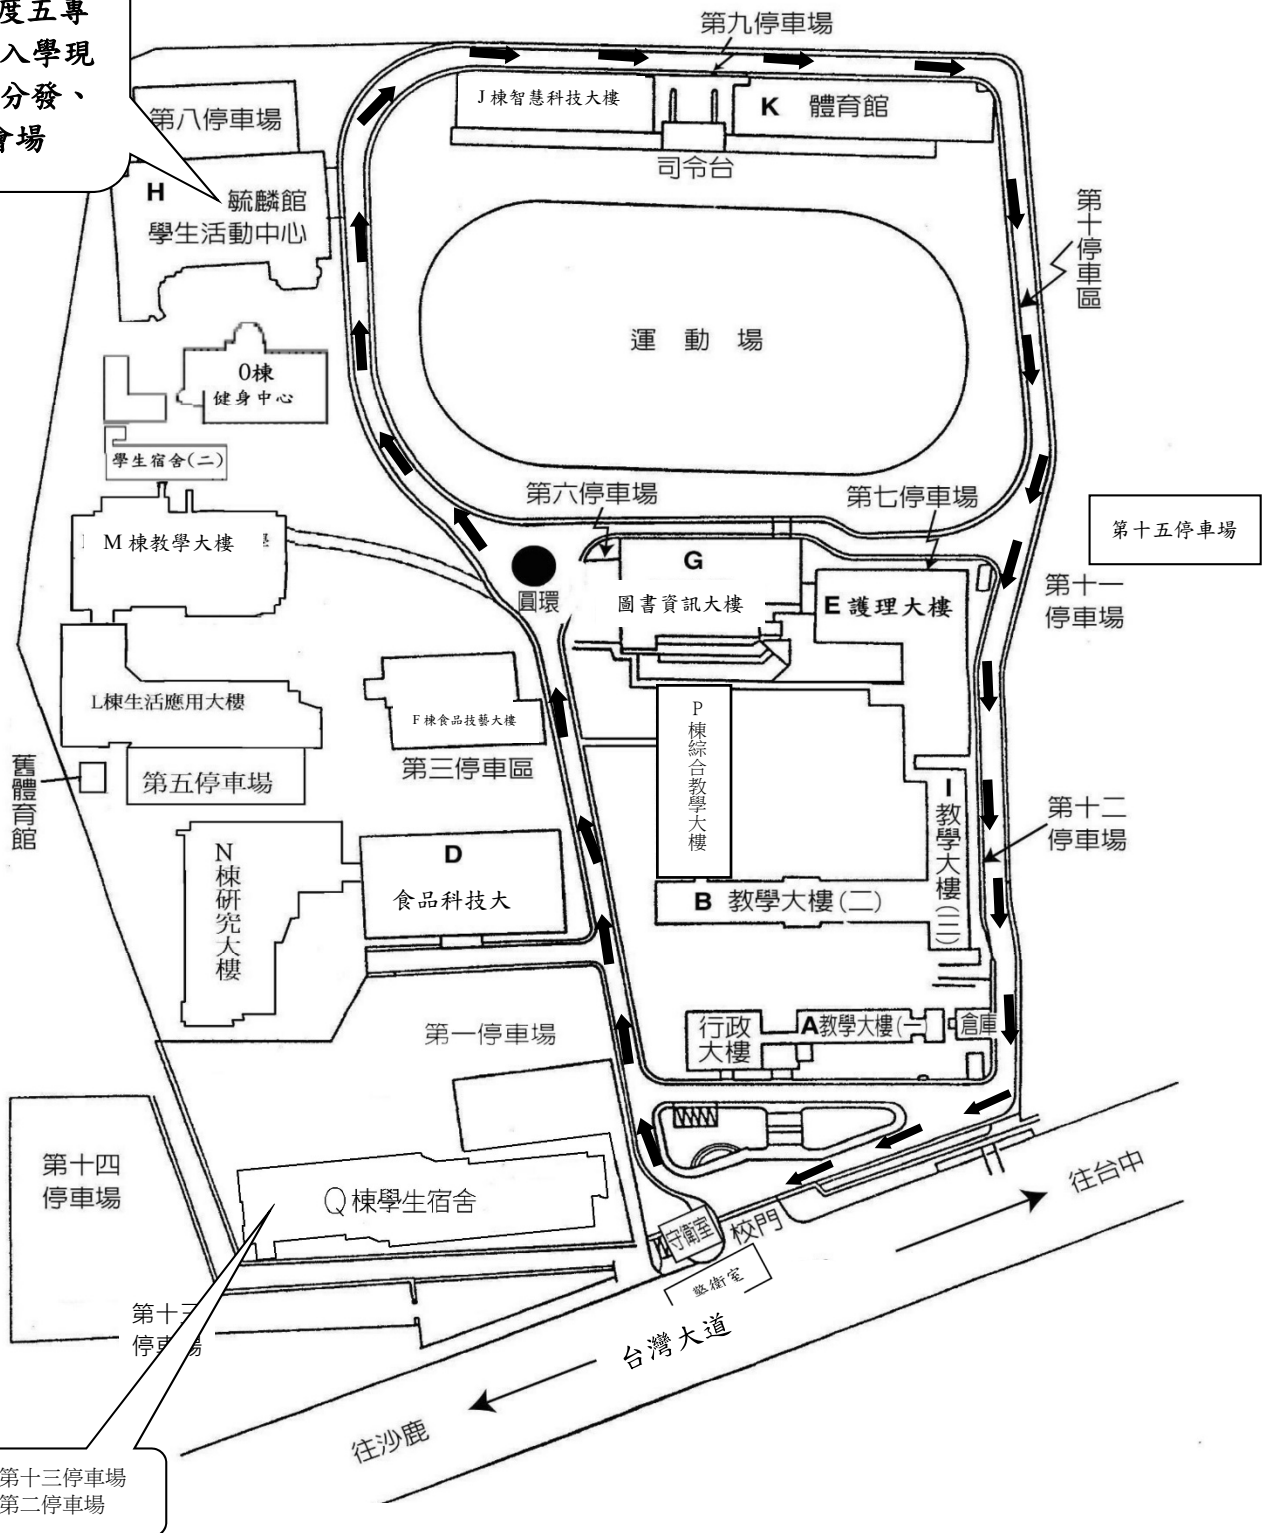 度五專
入學現
分發、
會場
第九停車場
第八停車場
J棟智慧科技大樓
K 體育館
司令台
H 毓麟館
學生活動中心
第十停車區
運 動 場
O棟
健身中心
學生宿舍(二)
第六停車場
第七停車場
第十五停車場
M棟教學大樓
圓環
G
圖書資訊大樓
E護理大樓
第十一
停車場
L棟生活應用大樓
F棟食品技藝大樓
P棟綜合教學大樓
舊體育館
第五停車場
第三停車區
I教學大樓(三)
第十二
停車場
N棟研究大樓
D
食品科技大
B 教學大樓(二)
第一停車場
行政
大樓
A教學大樓(一
倉庫
第十四
停車場
Q棟學生宿舍
往台中
守衛室
校門
警衛室
第十三
停車場
台灣大道
往沙鹿
第十三停車場
第二停車場